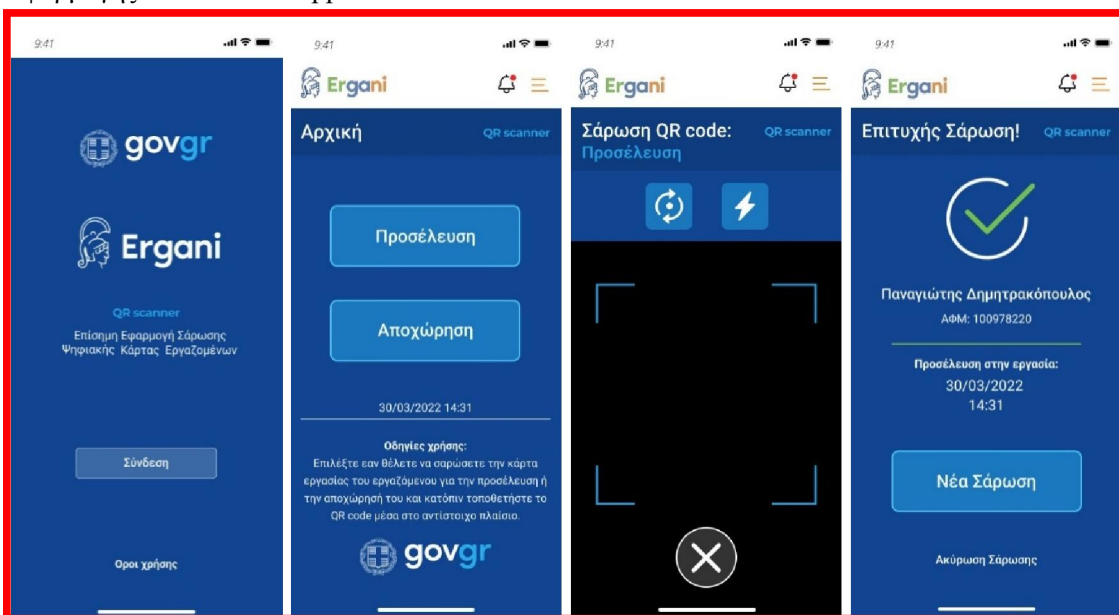 9:41
govgr
Ergani
QR scanner
Επίσημη Εφαρμογή Σάρωσης
Ψηφιακής Κάρτας Εργαζομένων
Σύνδεση
Οροι χρήσης
9:41
Ergani
Αρχική
QR scanner
Προσέλευση
Αποχώρηση
30/03/2022 14:31
Οδηγίες χρήσης:
Επιλέξτε εαν θέλετε να σαρώσετε την κάρτα
εργασίας του εργαζόμενου για την προσέλευση ή
την αποχώρησή του και κατόπιν τοποθετήστε το
QR code μέσα στο αντίστοιχο πλαίσιο.
govgr
9:41
Ergani
Σάρωση QR code:
QR scanner
Προσέλευση
9:41
Ergani
Επιτυχής Σάρωση!
QR scanner
Παναγιώτης Δημητρακόπουλος
ΑΦΜ: 100978220
Προσέλευση στην εργασία:
30/03/2022
14:31
Νέα Σάρωση
Ακύρωση Σάρωσης